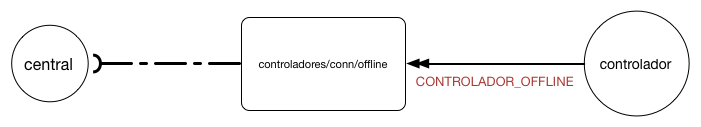 central
controladores/conn/offline
CONTROLADOR_OFFLINE
controlador